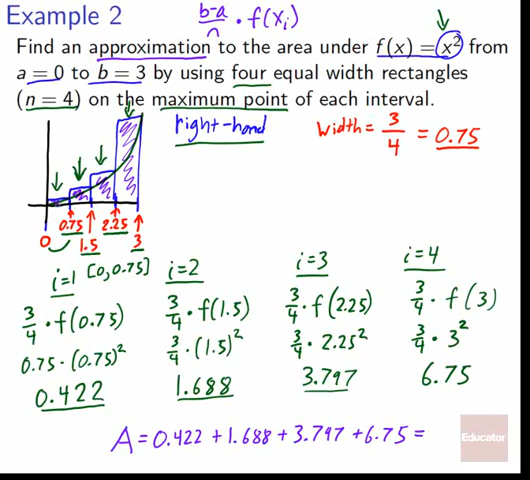 Example 2
b-a/n · f(xᵢ)
Find an approximation to the area under f(x) = x² from
a = 0 to b = 3 by using four equal width rectangles
(n = 4) on the maximum point of each interval.
right-hand
width = 3/4 = 0.75
0.75
2.25
0
1.5
3
i=1 [0,0.75]
i=2
i=3
i=4
3/4 · f(0.75)
3/4 · f(1.5)
3/4 · f(2.25)
3/4 · f(3)
0.75 · (0.75)²
3/4 · (1.5)²
3/4 · 2.25²
3/4 · 3²
0.422
1.688
3.797
6.75
A = 0.422 + 1.688 + 3.797 + 6.75 =
Educator